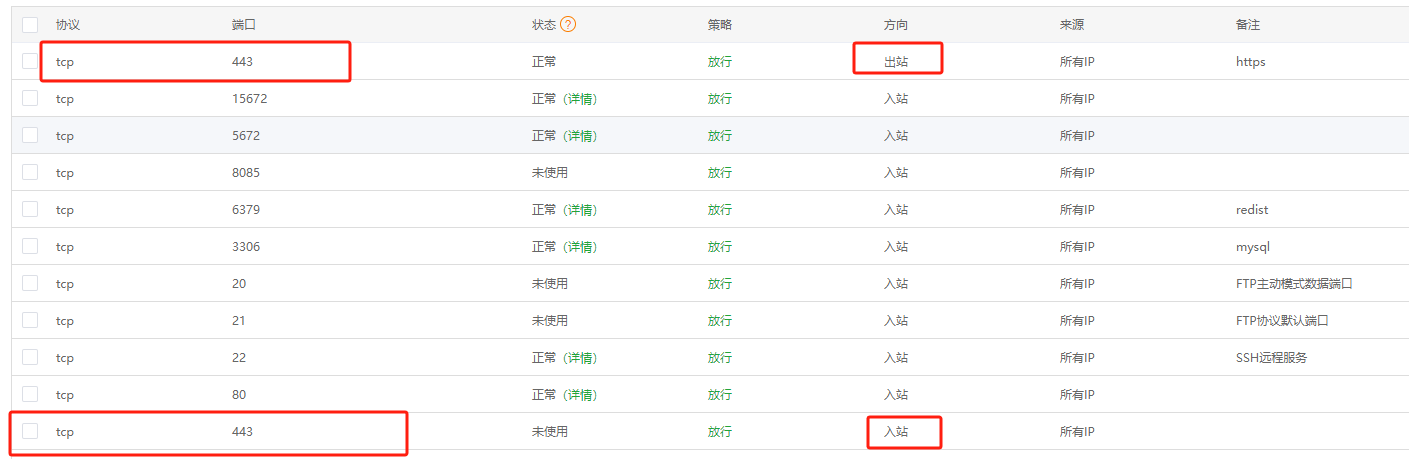 协议 端口 状态 ? 策略 方向 来源 备注
tcp 443 正常 放行 出站 所有IP https
tcp 15672 正常（详情） 放行 入站 所有IP
tcp 5672 正常（详情） 放行 入站 所有IP
tcp 8085 未使用 放行 入站 所有IP
tcp 6379 正常（详情） 放行 入站 所有IP redist
tcp 3306 正常（详情） 放行 入站 所有IP mysql
tcp 20 未使用 放行 入站 所有IP FTP主动模式数据端口
tcp 21 未使用 放行 入站 所有IP FTP协议默认端口
tcp 22 正常（详情） 放行 入站 所有IP SSH远程服务
tcp 80 正常（详情） 放行 入站 所有IP
tcp 443 未使用 放行 入站 所有IP